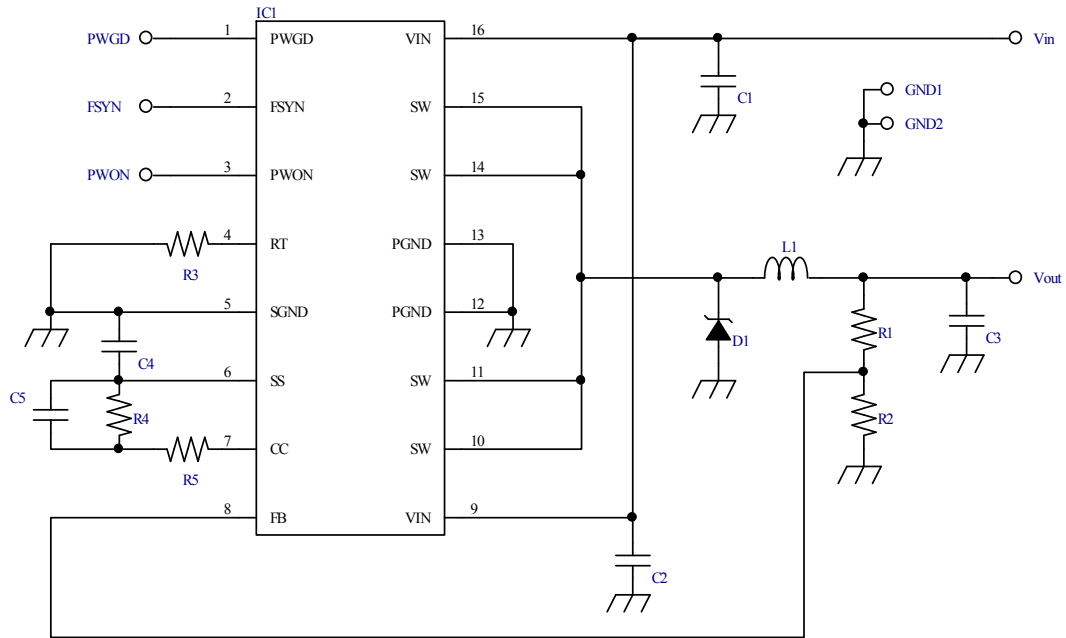 IC1
PWGD 1 PWGD VIN 16 Vin
C1
GND1
FSYN 2 FSYN SW 15
GND2
PWON 3 PWON SW 14
R3 4 RT PGND 13
L1
Vout
5 SGND PGND 12
R1
D1
C3
C4
C5
6 SS SW 11
R4
R2
R5 7 CC SW 10
8 FB VIN 9
C2